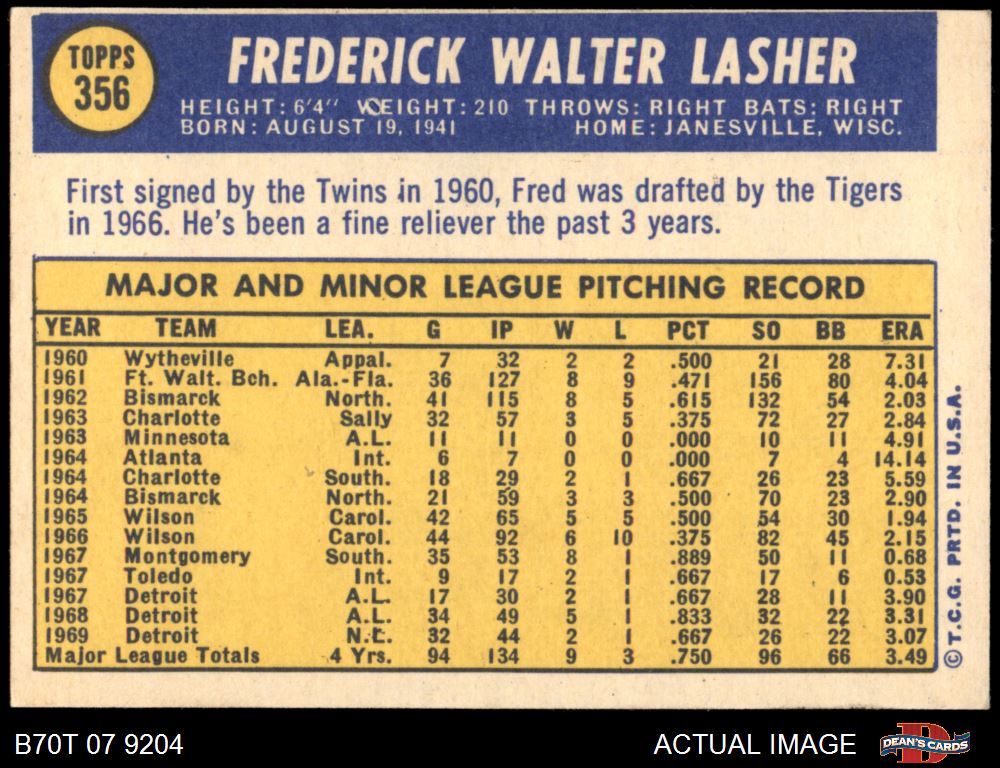 TOPPS
356
FREDERICK WALTER LASHER
HEIGHT: 6'4" WEIGHT: 210 THROWS: RIGHT BATS: RIGHT
BORN: AUGUST 19, 1941 HOME: JANESVILLE, WISC.
First signed by the Twins in 1960, Fred was drafted by the Tigers
in 1966. He's been a fine reliever the past 3 years.
MAJOR AND MINOR LEAGUE PITCHING RECORD
YEAR TEAM LEA. G IP W L PCT SO BB ERA
1960 Wytheville Appal. 7 32 2 2 .500 21 28 7.31
1961 Ft. Walt. Bch. Ala.-Fla. 36 127 8 9 .471 156 80 4.04
1962 Bismarck North. 41 115 8 5 .615 132 54 2.03
1963 Charlotte Sally 32 57 3 5 .375 72 27 2.84
1963 Minnesota A.L. 11 11 0 0 .000 10 11 4.91
1964 Atlanta Int. 6 7 0 0 .000 7 4 14.14
1964 Charlotte South. 18 29 2 1 .667 26 23 5.59
1964 Bismarck North. 21 59 3 3 .500 70 23 2.90
1965 Wilson Carol. 42 65 5 5 .500 54 30 1.94
1966 Wilson Carol. 44 92 6 10 .375 82 45 2.15
1967 Montgomery South. 35 53 8 1 .889 50 11 0.68
1967 Toledo Int. 9 17 2 1 .667 17 6 0.53
1967 Detroit A.L. 17 30 2 1 .667 28 11 3.90
1968 Detroit A.L. 34 49 5 1 .833 32 22 3.31
1969 Detroit N.L. 32 44 2 1 .667 26 22 3.07
Major League Totals 4 Yrs. 94 134 9 3 .750 96 66 3.49
© T.C.G. PRTD. IN U.S.A.
B70T 07 9204 ACTUAL IMAGE
D
DEAN'S CARDS